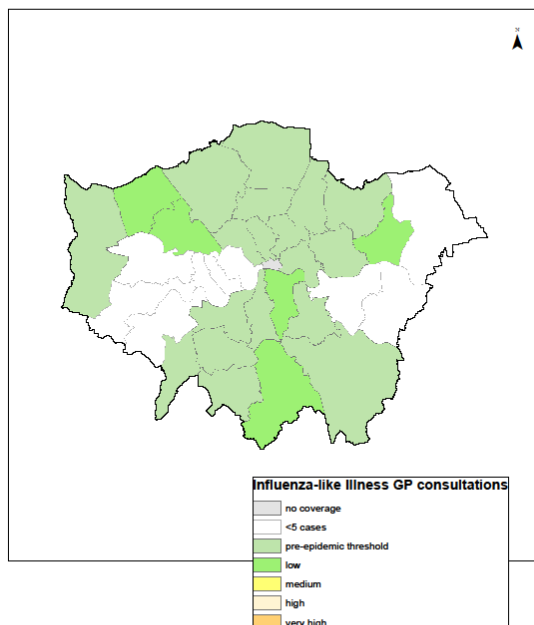 N
Influenza-like Illness GP consultations
no coverage
<5 cases
pre-epidemic threshold
low
medium
high
very high